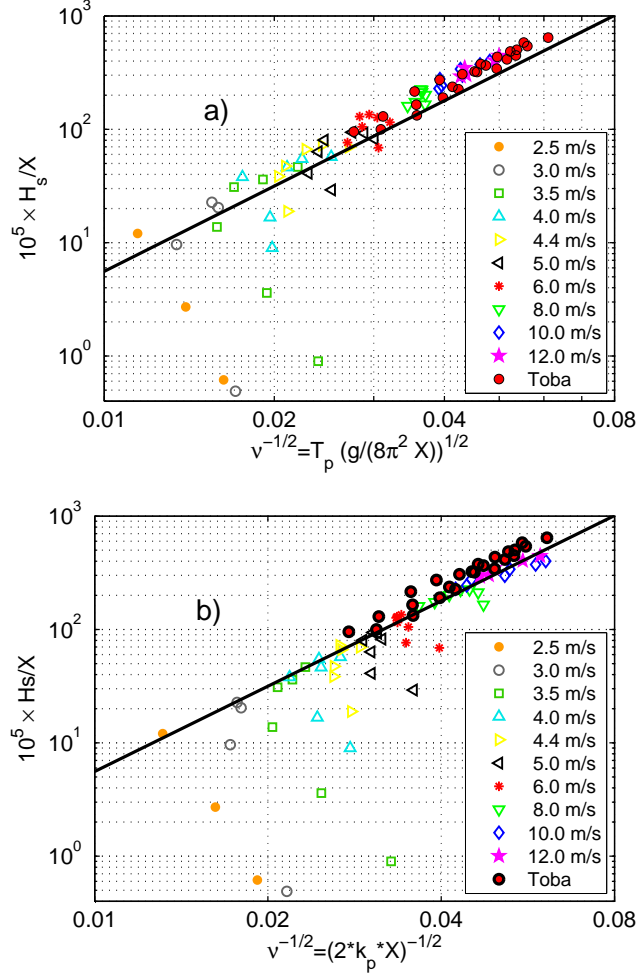 10^3
10^2
10^1
10^0
10^5 × H_s/X
a)
2.5 m/s
3.0 m/s
3.5 m/s
4.0 m/s
4.4 m/s
5.0 m/s
6.0 m/s
8.0 m/s
10.0 m/s
12.0 m/s
Toba
0.01 0.02 0.04 0.08
ν^{-1/2}=T_p (g/(8π^2 X))^{1/2}
10^3
10^2
10^1
10^0
10^5 × Hs/X
b)
2.5 m/s
3.0 m/s
3.5 m/s
4.0 m/s
4.4 m/s
5.0 m/s
6.0 m/s
8.0 m/s
10.0 m/s
12.0 m/s
Toba
0.01 0.02 0.04 0.08
ν^{-1/2}=(2*k_p*X)^{-1/2}